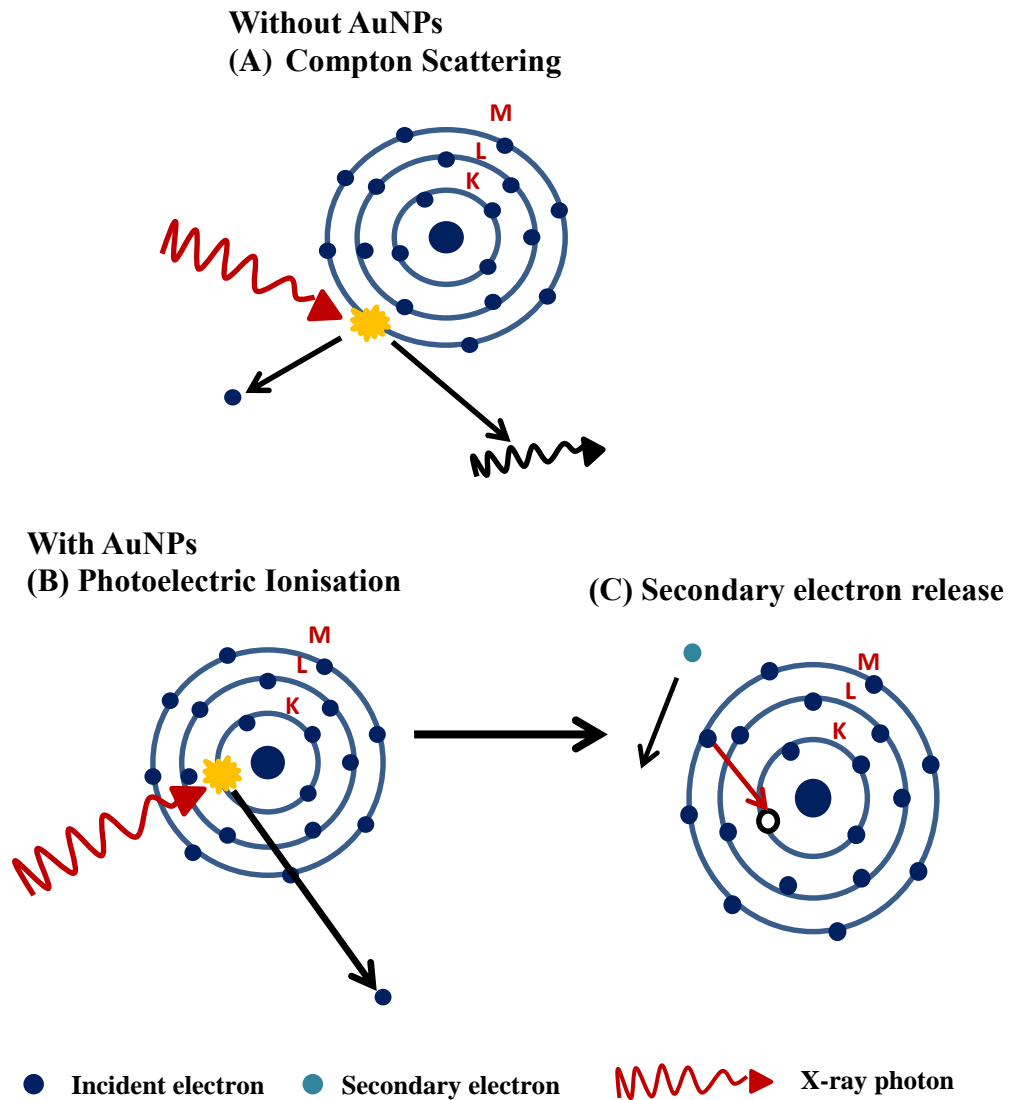 Without AuNPs
(A) Compton Scattering
M
L
K
With AuNPs
(B) Photoelectric Ionisation
(C) Secondary electron release
M
L
K
M
L
K
Incident electron
Secondary electron
X-ray photon